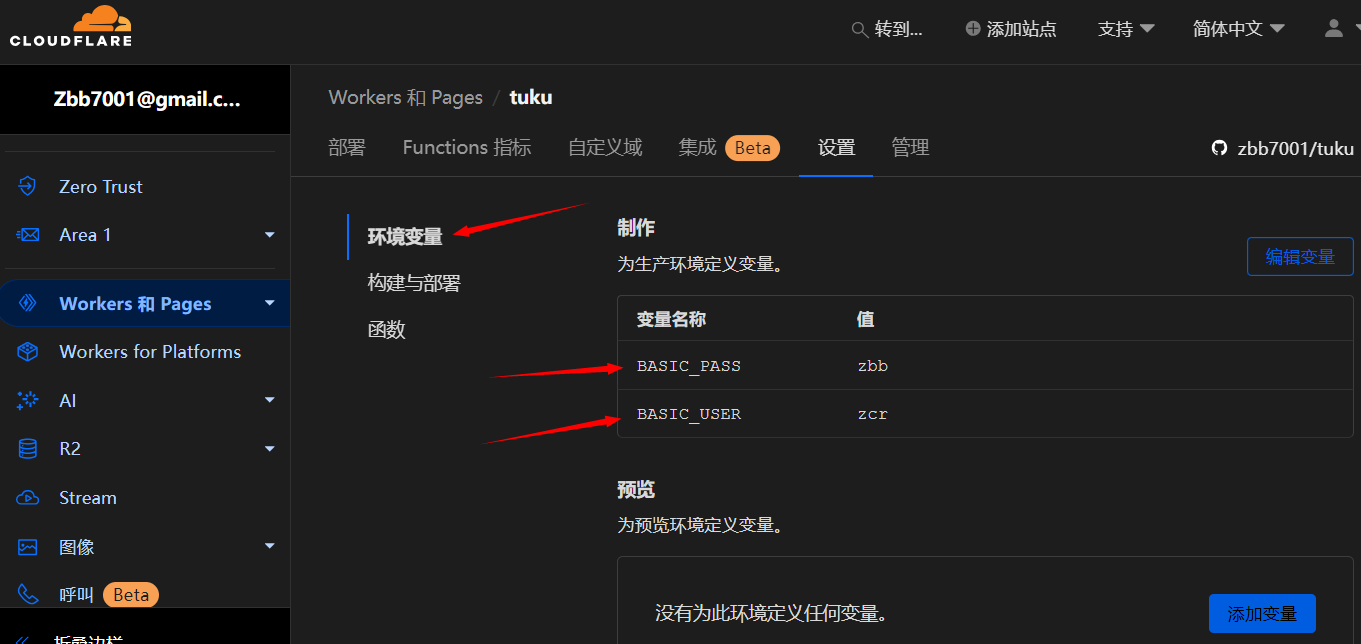 CLOUDFLARE
转到... 添加站点 支持 简体中文
Zbb7001@gmail.c...
Workers 和 Pages / tuku
部署 Functions 指标 自定义域 集成 Beta 设置 管理 zbb7001/tuku
Zero Trust
Area 1
Workers 和 Pages
Workers for Platforms
AI
R2
Stream
图像
呼叫 Beta
折叠边栏
环境变量
构建与部署
函数
制作
为生产环境定义变量。
编辑变量
变量名称 值
BASIC_PASS zbb
BASIC_USER zcr
预览
为预览环境定义变量。
没有为此环境定义任何变量。
添加变量